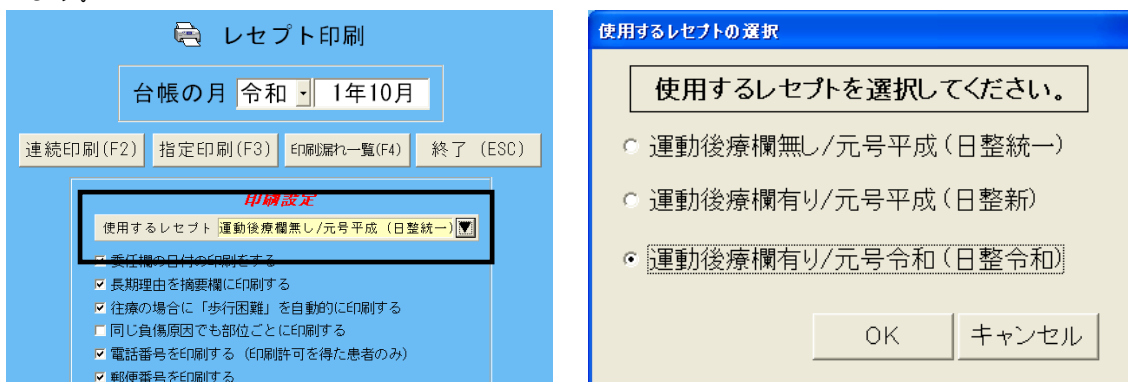 レセプト印刷
台帳の月 令和 1年10月
連続印刷(F2) 指定印刷(F3) 印刷漏れ一覧(F4) 終了 (ESC)
印刷設定
使用するレセプト 運動後療欄無し/元号平成 (日整統一)
委任欄の日付の印刷をする
長期理由を摘要欄に印刷する
往療の場合に「歩行困難」を自動的に印刷する
同じ負傷原因でも部位ごとに印刷する
電話番号を印刷する (印刷許可を得た患者のみ)
郵便番号を印刷する
使用するレセプトの選択
使用するレセプトを選択してください。
運動後療欄無し/元号平成(日整統一)
運動後療欄有り/元号平成(日整新)
運動後療欄有り/元号令和(日整令和)
OK キャンセル